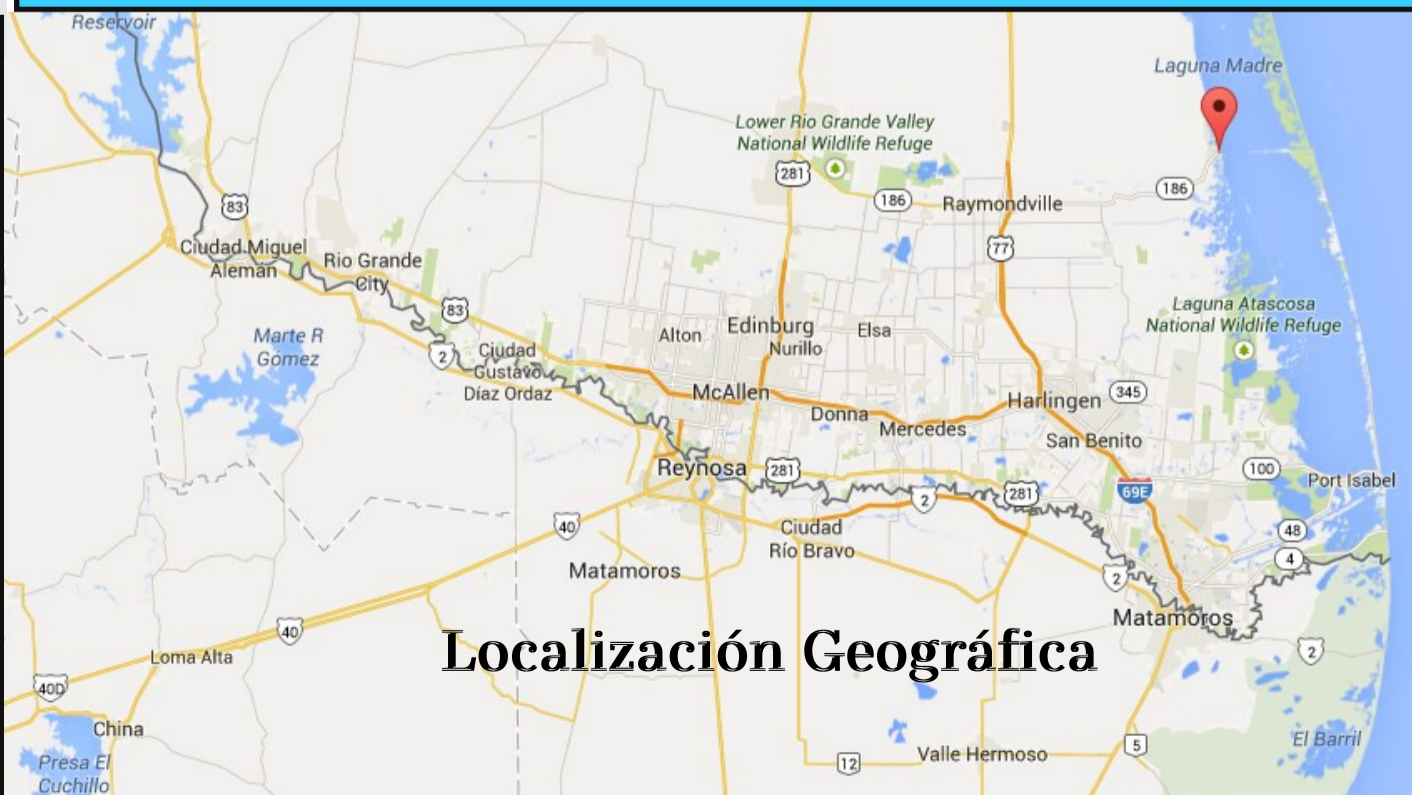 Reservoir
Laguna Madre
Lower Rio Grande Valley
National Wildlife Refuge
281
186
186
Raymondville
83
77
Ciudad Miguel
Alemán
Rio Grande
City
83
Laguna Atascosa
National Wildlife Refuge
Marte R
Gómez
Alton
Edinburg
Elsa
Nurillo
2
Ciudad
Gustavo
Díaz Ordaz
McAllen
Donna
Mercedes
Harlingen
345
San Benito
Reynosa
281
100
Port Isabel
281
69E
2
40
Ciudad
Río Bravo
48
4
Matamoros
2
Matamoros
40
Localización Geográfica
Loma Alta
2
40D
China
El Barril
5
Valle Hermoso
12
Presa El
Cuchillo